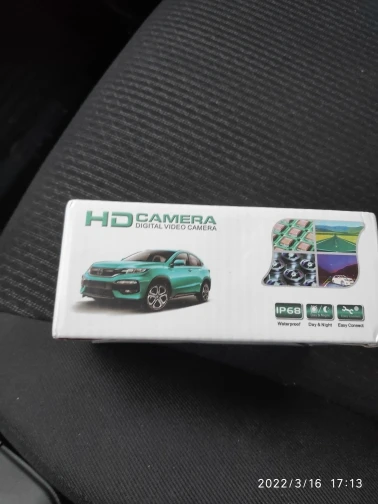 HD CAMERA
DIGITAL VIDEO CAMERA
IP68
Waterproof
Day & Night
Easy Connect
2022/3/16 17:13